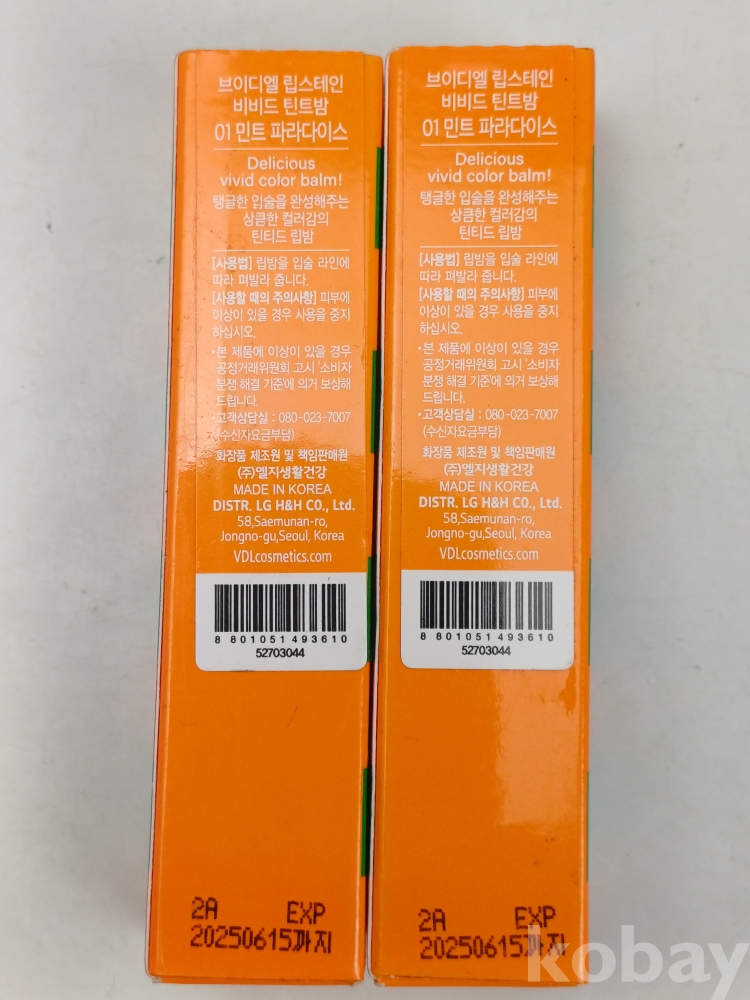 브이디엘 립스테인
비비드 틴트밤
01 민트 파라다이스
Delicious
vivid color balm!
탱글한 입술을 완성해주는
상큼한 컬러감의
틴티드 립밤
[사용법] 립밤을 입술 라인에
따라 펴발라 줍니다.
[사용할 때의 주의사항] 피부에
이상이 있을 경우 사용을 중지
하십시오.
·본 제품에 이상이 있을 경우
공정거래위원회 고시 '소비자
분쟁 해결 기준'에 의거 보상해
드립니다.
·고객상담실 : 080-023-7007
(수신자요금부담)
화장품 제조원 및 책임판매원
(주)엘지생활건강
MADE IN KOREA
DISTR. LG H&H CO., Ltd.
58,Saemunan-ro,
Jongno-gu,Seoul, Korea
VDLcosmetics.com
8 801051 493610
52703044
2A EXP
20250615까지
브이디엘 립스테인
비비드 틴트밤
01 민트 파라다이스
Delicious
vivid color balm!
탱글한 입술을 완성해주는
상큼한 컬러감의
틴티드 립밤
[사용법] 립밤을 입술 라인에
따라 펴발라 줍니다.
[사용할 때의 주의사항] 피부에
이상이 있을 경우 사용을 중지
하십시오.
·본 제품에 이상이 있을 경우
공정거래위원회 고시 '소비자
분쟁 해결 기준'에 의거 보상해
드립니다.
·고객상담실 : 080-023-7007
(수신자요금부담)
화장품 제조원 및 책임판매원
(주)엘지생활건강
MADE IN KOREA
DISTR. LG H&H CO., Ltd.
58,Saemunan-ro,
Jongno-gu,Seoul, Korea
VDLcosmetics.com
8 801051 493610
52703044
2A EXP
20250615까지
kobay